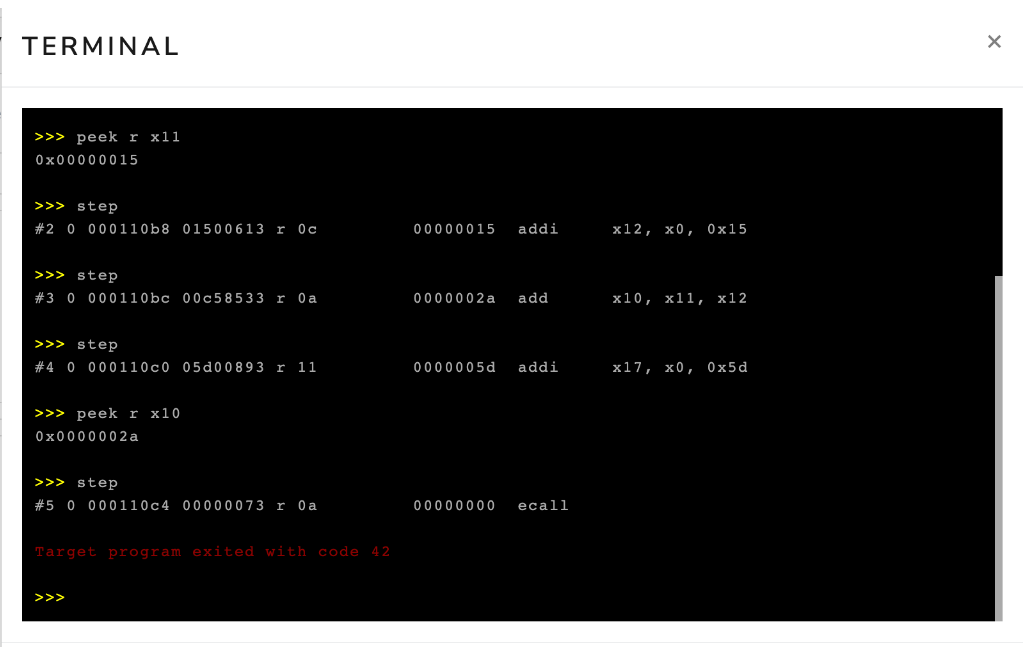 TERMINAL ×
>>> peek r x11
0x00000015
>>> step
#2 0 000110b8 01500613 r 0c 00000015 addi x12, x0, 0x15
>>> step
#3 0 000110bc 00c58533 r 0a 0000002a add x10, x11, x12
>>> step
#4 0 000110c0 05d00893 r 11 0000005d addi x17, x0, 0x5d
>>> peek r x10
0x0000002a
>>> step
#5 0 000110c4 00000073 r 0a 00000000 ecall
Target program exited with code 42
>>>